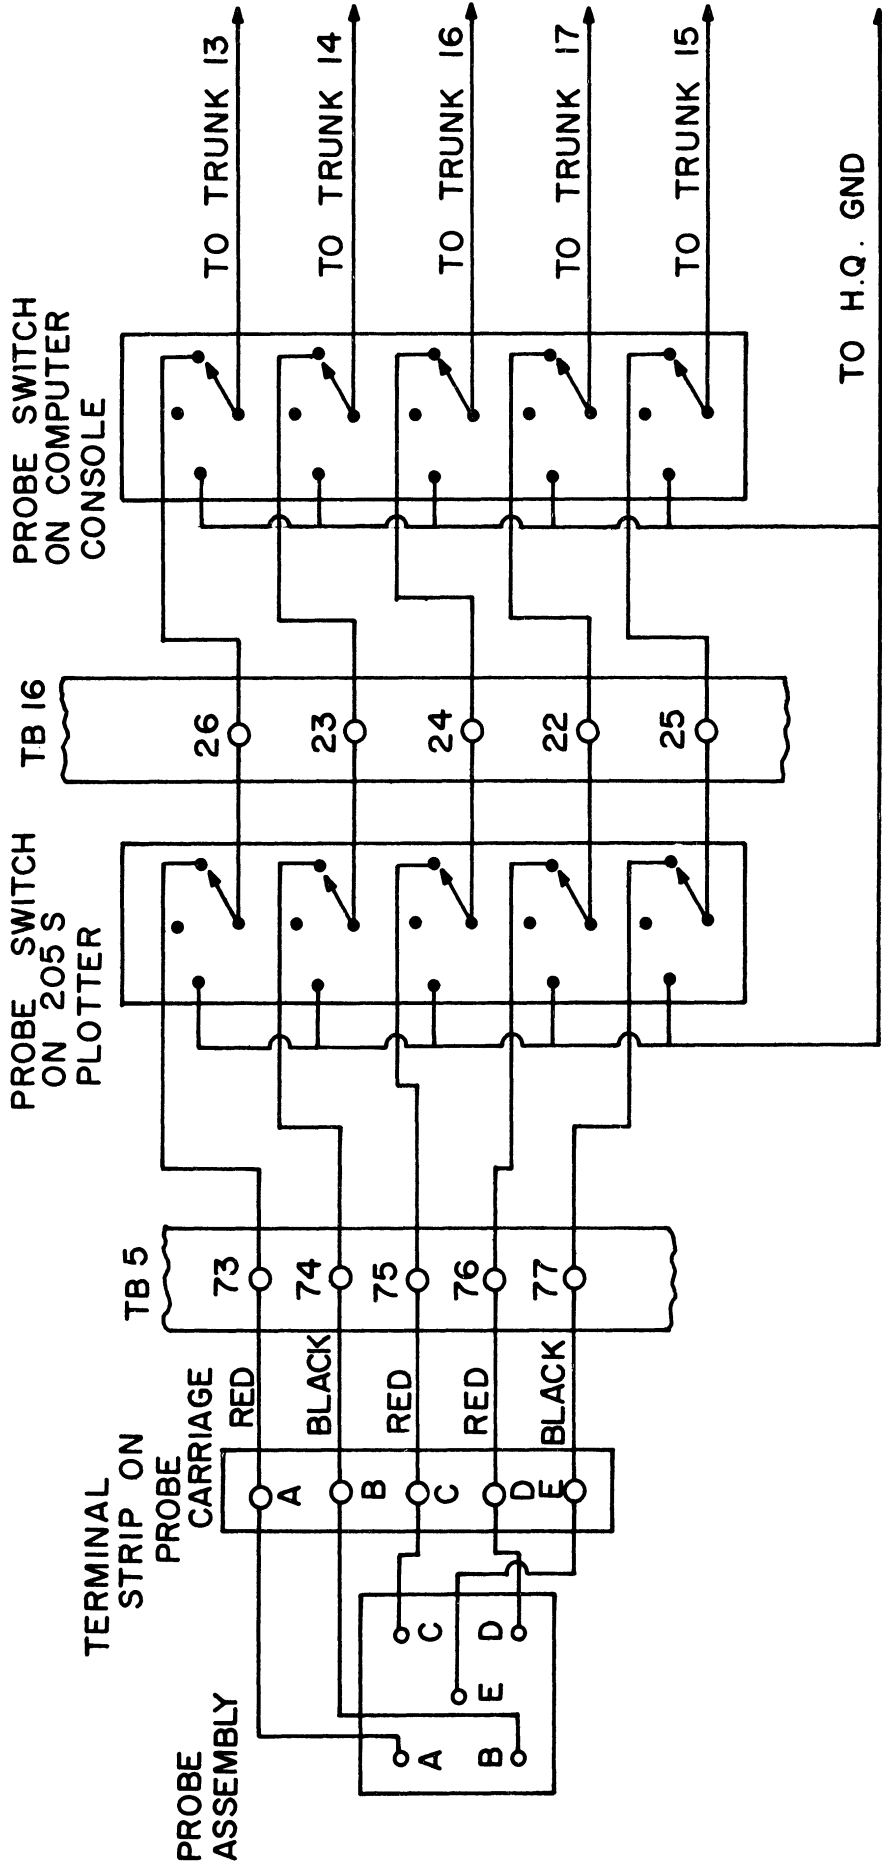 PROBE
ASSEMBLY
A
B
E
C
D
TERMINAL
STRIP ON
PROBE
CARRIAGE
A
B
C
D
E
RED
BLACK
RED
RED
BLACK
TB 5
73
74
75
76
77
PROBE SWITCH
ON 205 S
PLOTTER
TB 16
26
23
24
22
25
PROBE SWITCH
ON COMPUTER
CONSOLE
TO TRUNK 13
TO TRUNK 14
TO TRUNK 16
TO TRUNK 17
TO TRUNK 15
TO H.Q. GND